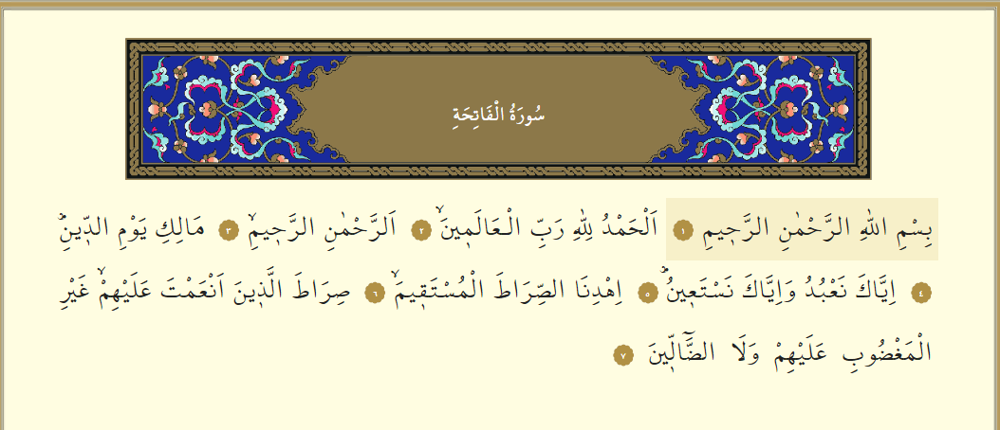 سُورَةُ الْفَاتِحَةِ
بِسْمِ اللّٰهِ الرَّحْمٰنِ الرَّح۪يمِ ١ اَلْحَمْدُ لِلّٰهِ رَبِّ الْعَالَم۪ينَۙ ٢ اَلرَّحْمٰنِ الرَّح۪يمِۙ ٣ مَالِكِ يَوْمِ الدّ۪ينِۜ
٤ اِيَّاكَ نَعْبُدُ وَاِيَّاكَ نَسْتَع۪ينُۜ ٥ اِهْدِنَا الصِّرَاطَ الْمُسْتَق۪يمَۙ ٦ صِرَاطَ الَّذ۪ينَ اَنْعَمْتَ عَلَيْهِمْۙ غَيْرِ
الْمَغْضُوبِ عَلَيْهِمْ وَلَا الضَّٓالّ۪ينَ ٧